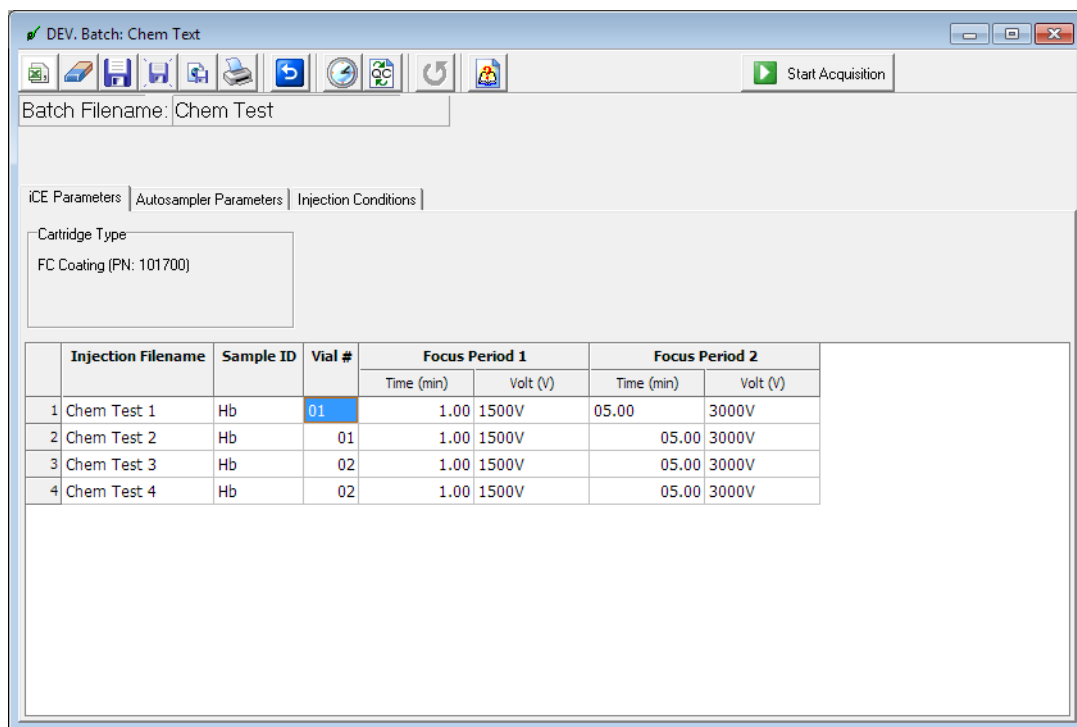 DEV. Batch: Chem Text
Start Acquisition
Batch Filename: Chem Test
iCE Parameters Autosampler Parameters Injection Conditions
Cartridge Type
FC Coating (PN: 101700)
Injection Filename Sample ID Vial # Focus Period 1 Focus Period 2
Time (min) Volt (V) Time (min) Volt (V)
1 Chem Test 1 Hb 01 1.00 1500V 05.00 3000V
2 Chem Test 2 Hb 01 1.00 1500V 05.00 3000V
3 Chem Test 3 Hb 02 1.00 1500V 05.00 3000V
4 Chem Test 4 Hb 02 1.00 1500V 05.00 3000V